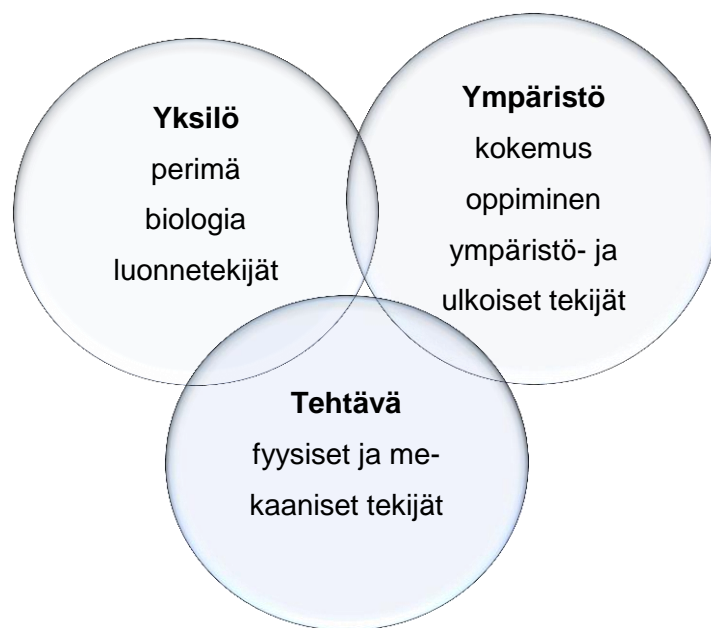 Yksilö
perimä
biologia
luonnetekijät
Ympäristö
kokemus
oppiminen
ympäristö- ja
ulkoiset tekijät
Tehtävä
fyysiset ja me-
kaaniset tekijät